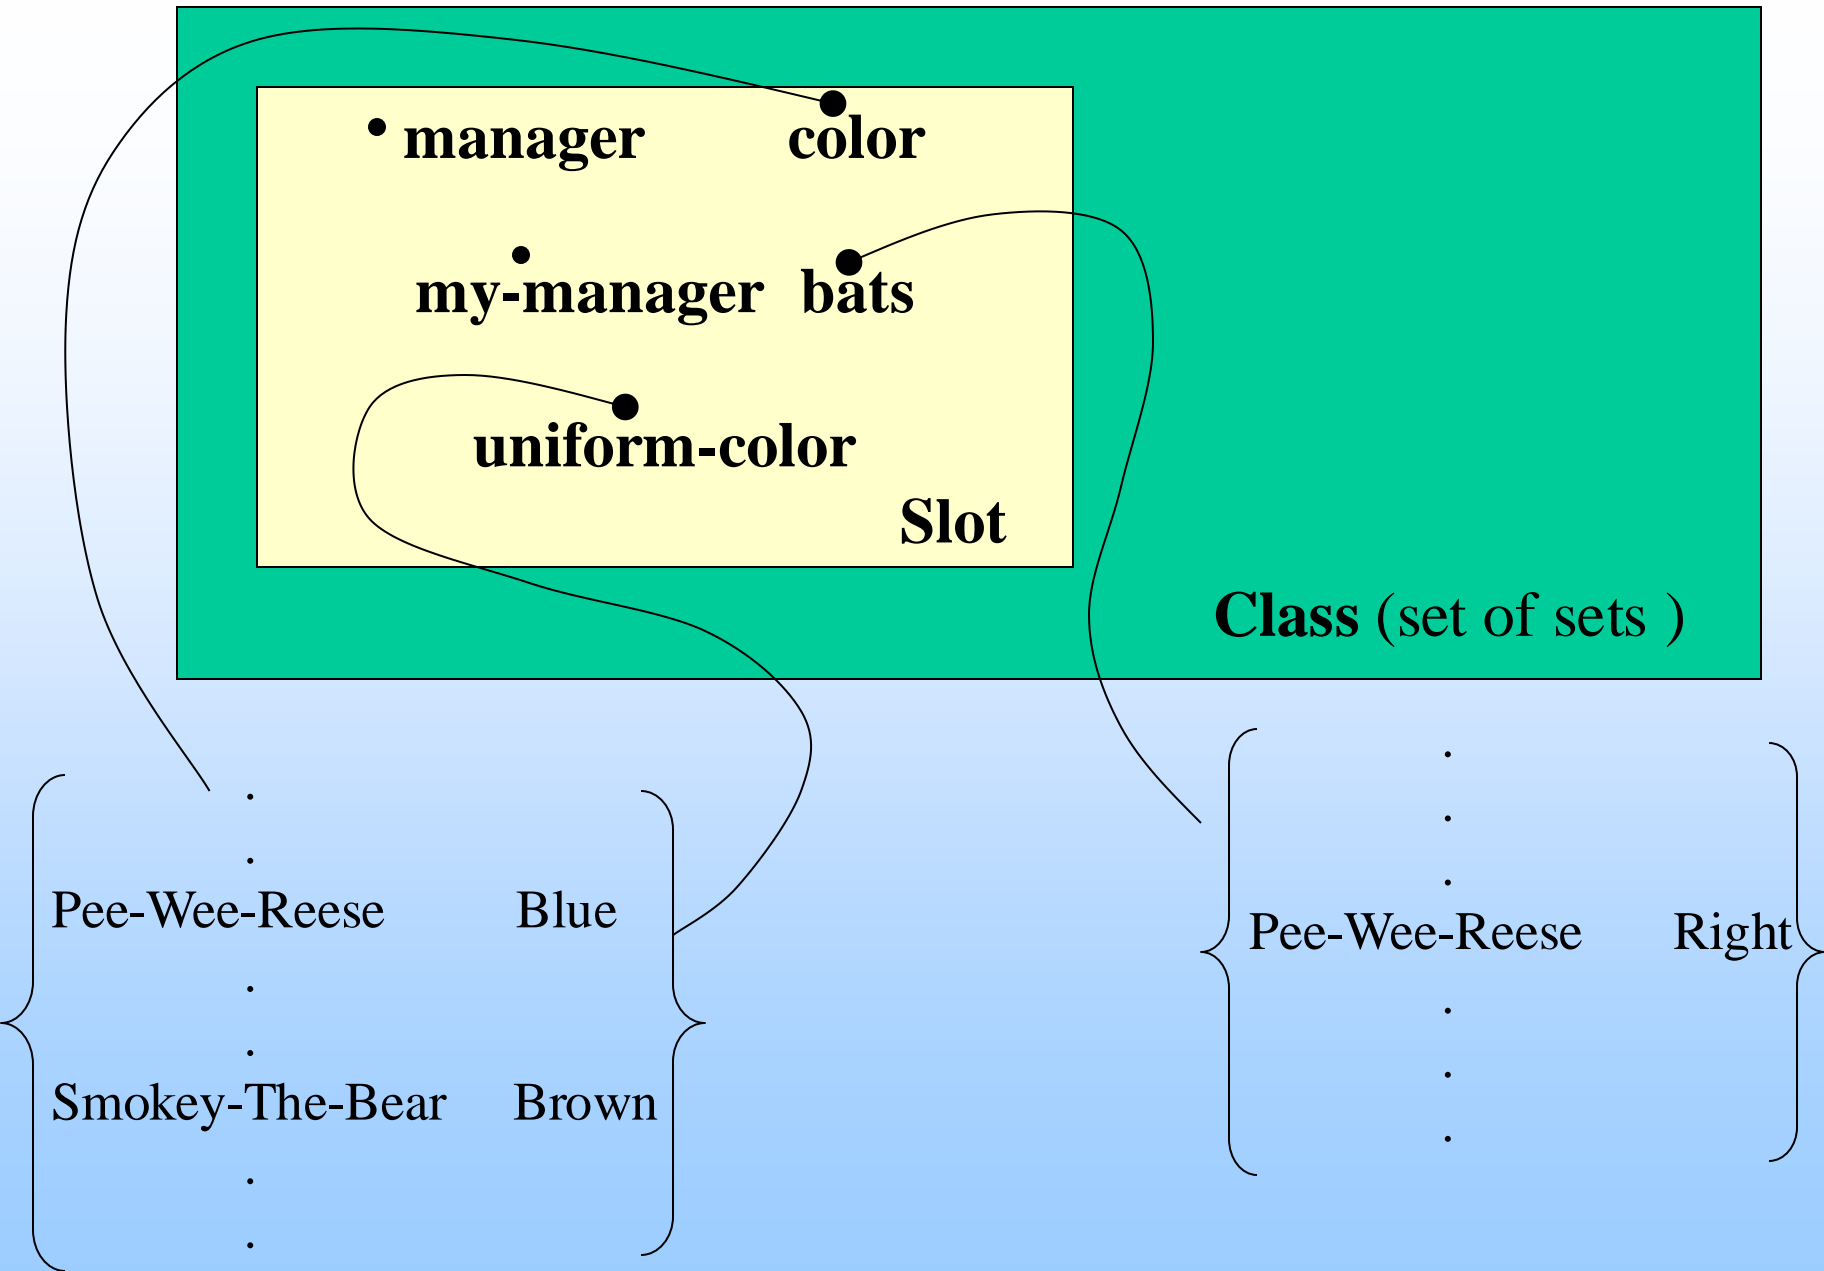 manager color
my-manager bats
uniform-color
Slot
Class (set of sets )
.
.
Pee-Wee-Reese Blue
.
.
Smokey-The-Bear Brown
.
.
.
.
.
Pee-Wee-Reese Right
.
.
.